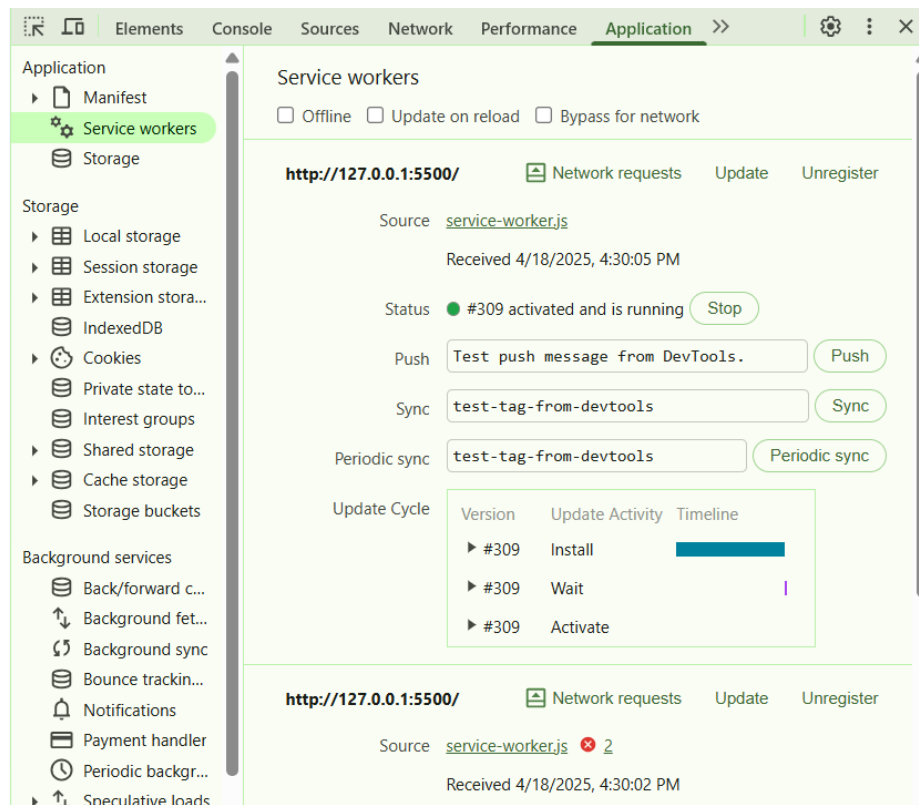 Elements Console Sources Network Performance Application
Application
Manifest
Service workers
Storage
Storage
Local storage
Session storage
Extension stora...
IndexedDB
Cookies
Private state to...
Interest groups
Shared storage
Cache storage
Storage buckets
Background services
Back/forward c...
Background fet...
Background sync
Bounce trackin...
Notifications
Payment handler
Periodic backgr...
Speculative loads
Service workers
Offline Update on reload Bypass for network
http://127.0.0.1:5500/ Network requests Update Unregister
Source service-worker.js
Received 4/18/2025, 4:30:05 PM
Status #309 activated and is running Stop
Push Test push message from DevTools. Push
Sync test-tag-from-devtools Sync
Periodic sync test-tag-from-devtools Periodic sync
Update Cycle Version Update Activity Timeline
#309 Install
#309 Wait
#309 Activate
http://127.0.0.1:5500/ Network requests Update Unregister
Source service-worker.js 2
Received 4/18/2025, 4:30:02 PM